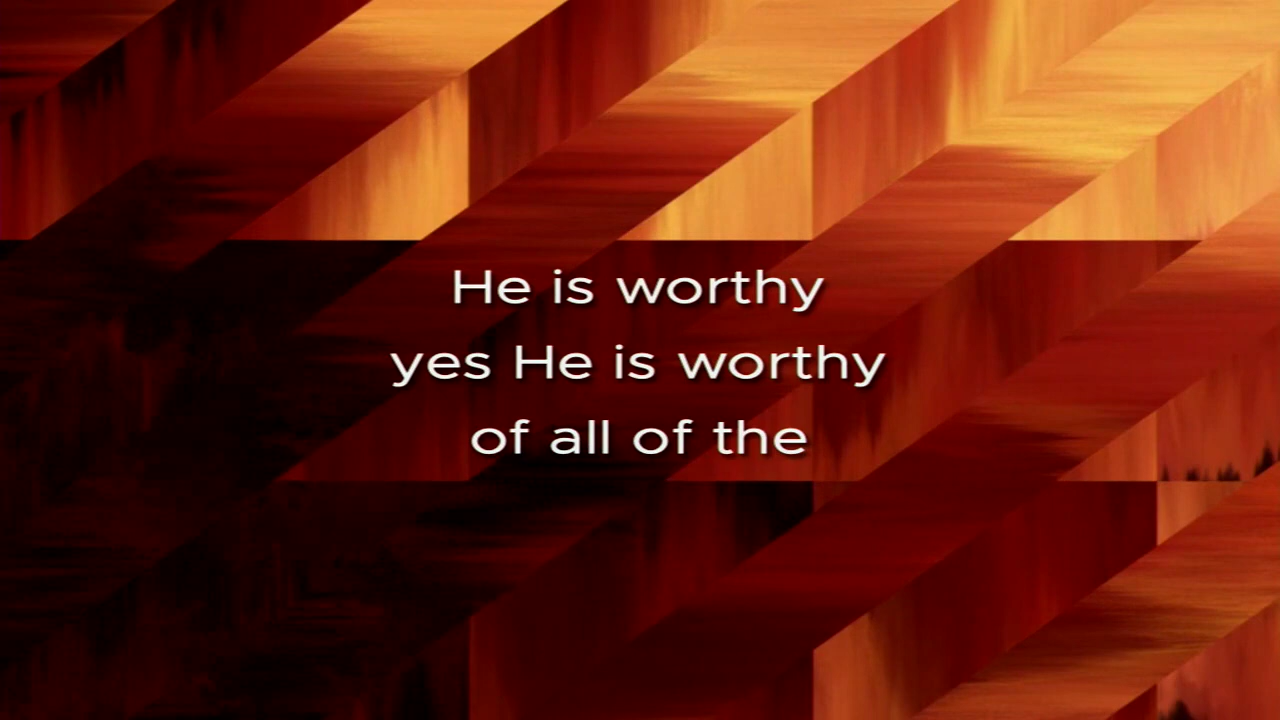 He is worthy
yes He is worthy
of all of the